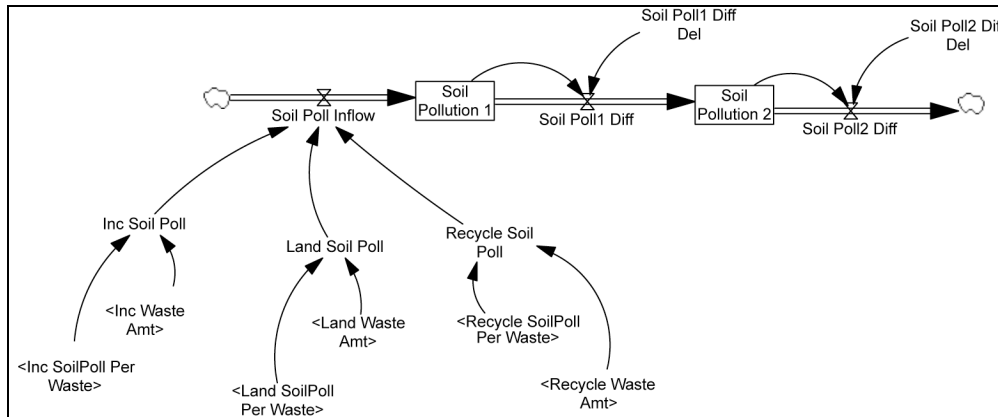 Soil Poll1 Diff
Del
Soil Poll2 Dif
Del
Soil
Pollution 1
Soil
Pollution 2
Soil Poll Inflow
Soil Poll1 Diff
Soil Poll2 Diff
Inc Soil Poll
Land Soil Poll
Recycle Soil
Poll
<Inc Waste
Amt>
<Land Waste
Amt>
<Recycle SoilPoll
Per Waste>
<Inc SoilPoll Per
Waste>
<Land SoilPoll
Per Waste>
<Recycle Waste
Amt>